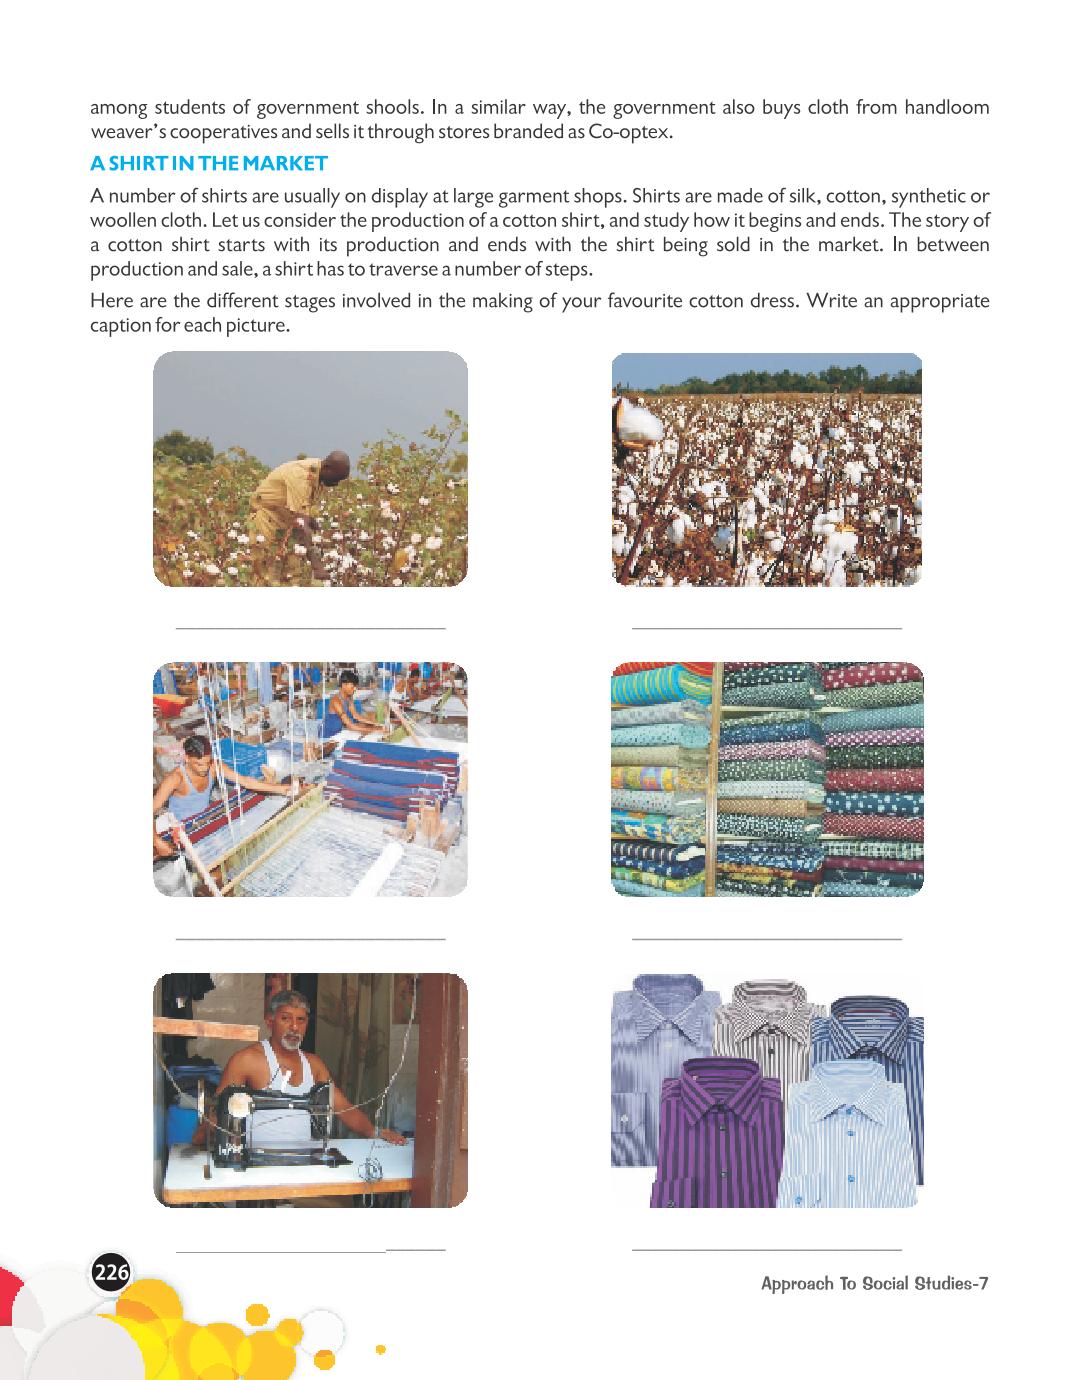 among students of government shools. In a similar way, the government also buys cloth from handloom
weaver's cooperatives and sells it through stores branded as Co-optex.
A SHIRT IN THE MARKET
A number of shirts are usually on display at large garment shops. Shirts are made of silk, cotton, synthetic or
woollen cloth. Let us consider the production of a cotton shirt, and study how it begins and ends. The story of
a cotton shirt starts with its production and ends with the shirt being sold in the market. In between
production and sale, a shirt has to traverse a number of steps.
Here are the different stages involved in the making of your favourite cotton dress. Write an appropriate
caption for each picture.
226
Approach To Social Studies-7